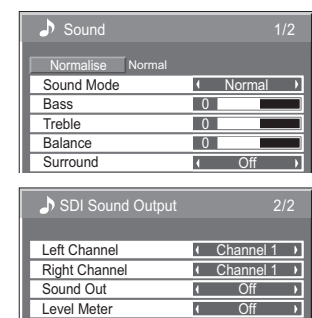 Sound 1/2
Normalise Normal
Sound Mode Normal
Bass 0
Treble 0
Balance 0
Surround Off
SDI Sound Output 2/2
Left Channel Channel 1
Right Channel Channel 1
Sound Out Off
Level Meter Off